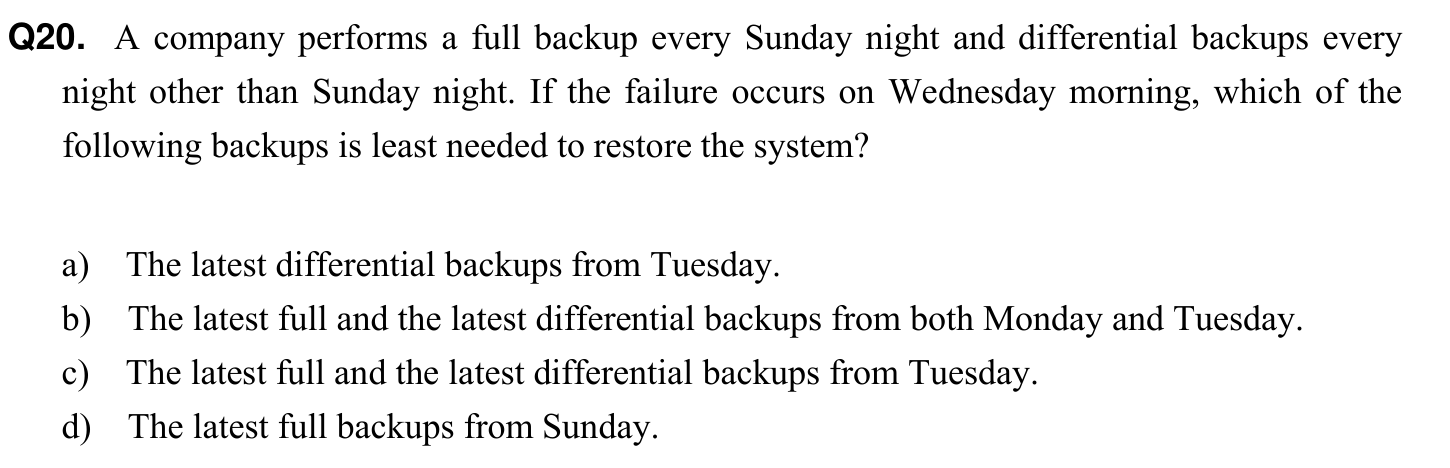 Q20. A company performs a full backup every Sunday night and differential backups every
night other than Sunday night. If the failure occurs on Wednesday morning, which of the
following backups is least needed to restore the system?
a) The latest differential backups from Tuesday.
b) The latest full and the latest differential backups from both Monday and Tuesday.
c) The latest full and the latest differential backups from Tuesday.
d) The latest full backups from Sunday.